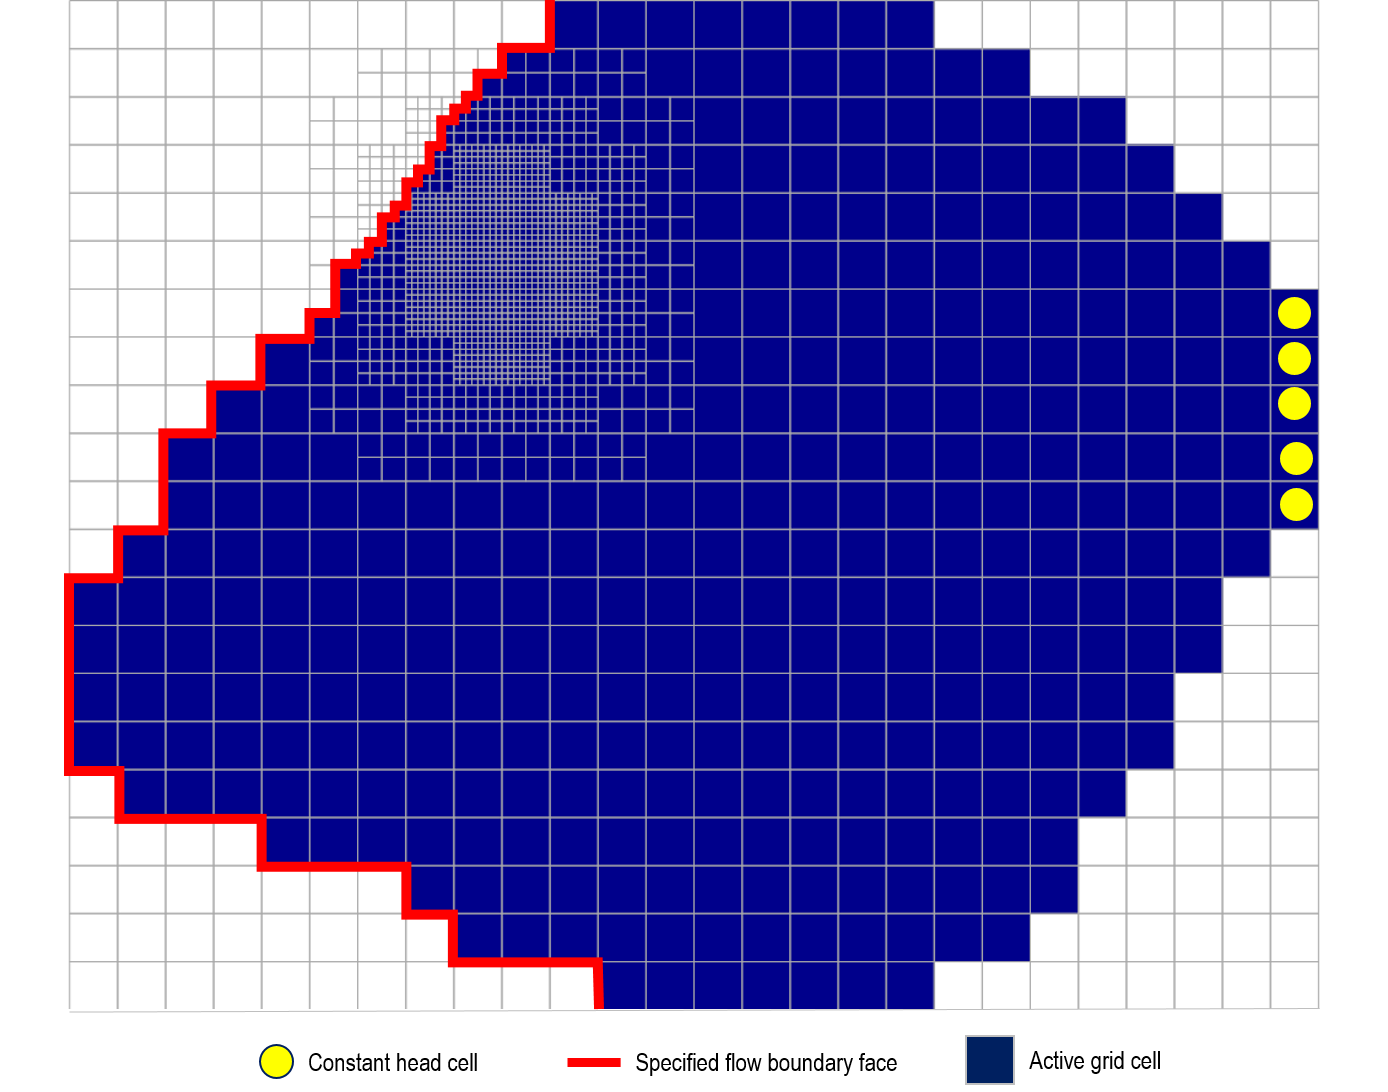 Constant head cell
Specified flow boundary face
Active grid cell